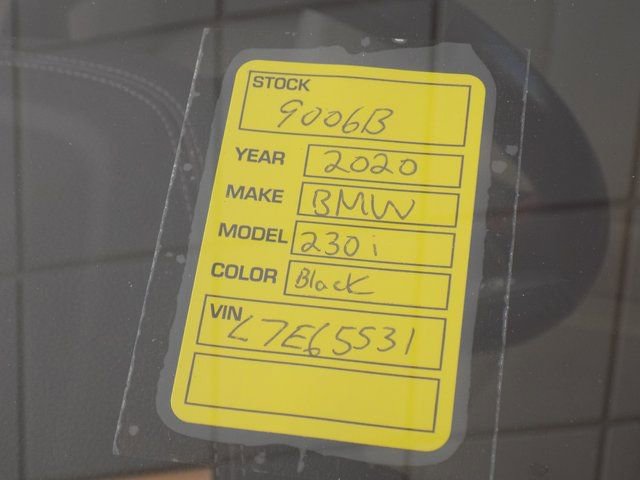 STOCK
9006B
YEAR 2020
MAKE BMW
MODEL 230i
COLOR Black
VIN L7E65531